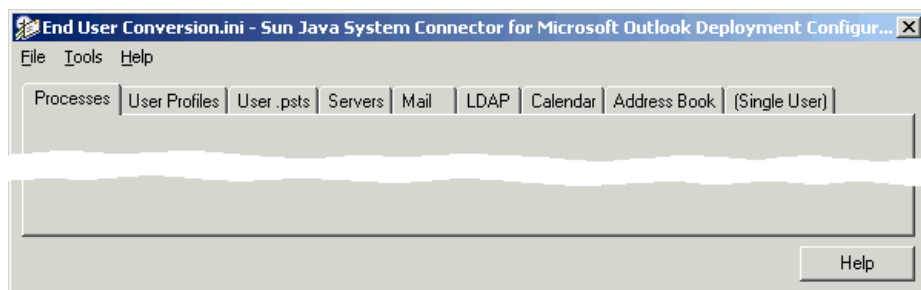 End User Conversion.ini - Sun Java System Connector for Microsoft Outlook Deployment Configur...
File Tools Help
Processes User Profiles User .psts Servers Mail LDAP Calendar Address Book (Single User)
Help